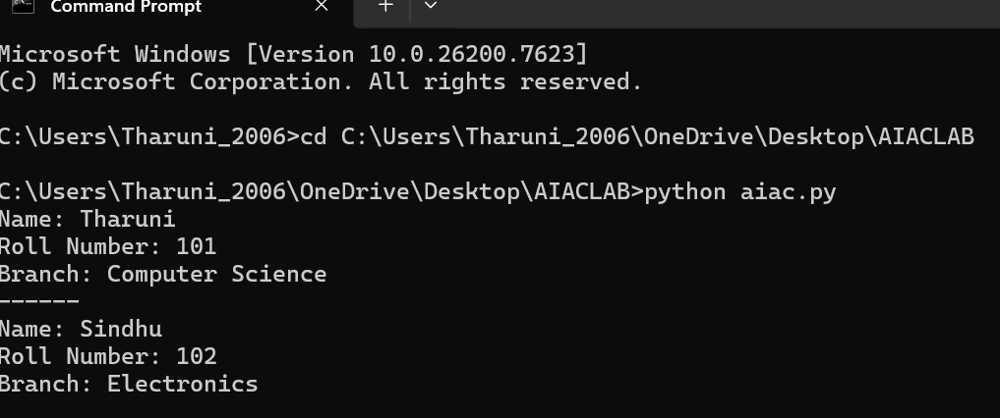 Command Prompt
Microsoft Windows [Version 10.0.26200.7623]
(c) Microsoft Corporation. All rights reserved.
C:\Users\Tharuni_2006>cd C:\Users\Tharuni_2006\OneDrive\Desktop\AIACLAB
C:\Users\Tharuni_2006\OneDrive\Desktop\AIACLAB>python aiac.py
Name: Tharuni
Roll Number: 101
Branch: Computer Science
------
Name: Sindhu
Roll Number: 102
Branch: Electronics